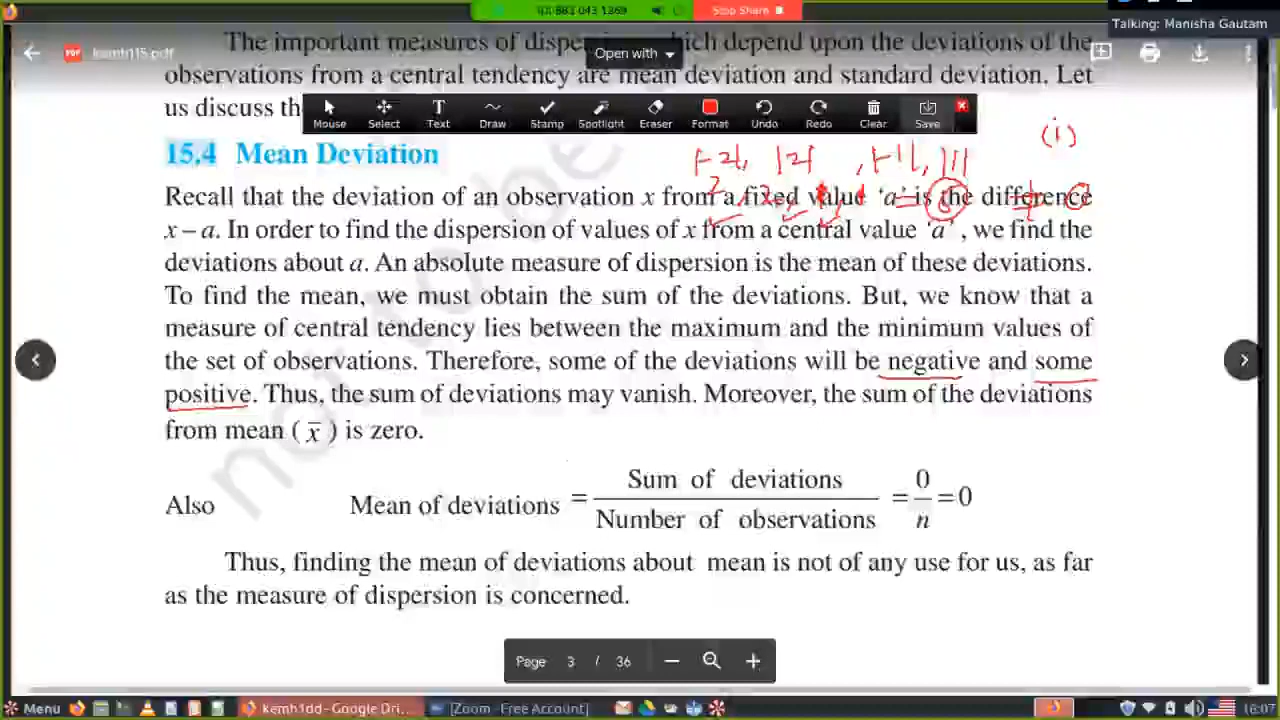 Stop Share
Talking: Manisha Gautam
kemh115.pdf
Open with
The important measures of which depend upon the deviations of the
observations from a central tendency are mean deviation and standard deviation. Let
us discuss
Mouse Select Text Draw Stamp Spotlight Eraser Format Undo Redo Clear Save
(i)
15.4 Mean Deviation
|-2|, |2|, |-1|, |1|
Recall that the deviation of an observation x from a fixed value ‘a’ is the difference
x – a. In order to find the dispersion of values of x from a central value ‘a’ , we find the
deviations about a. An absolute measure of dispersion is the mean of these deviations.
To find the mean, we must obtain the sum of the deviations. But, we know that a
measure of central tendency lies between the maximum and the minimum values of
the set of observations. Therefore, some of the deviations will be negative and some
positive. Thus, the sum of deviations may vanish. Moreover, the sum of the deviations
from mean ( x̄ ) is zero.
Also Mean of deviations = Sum of deviations / Number of observations = 0 / n = 0
Thus, finding the mean of deviations about mean is not of any use for us, as far
as the measure of dispersion is concerned.
not to be
Page 3 / 36
Menu kemh1dd - Google Dri... [Zoom - Free Account] 16:07